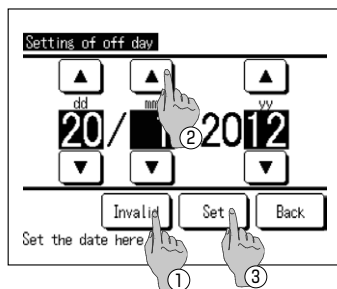 Setting of off day
▲ ▲ ▲
dd mm yy
20/ 1 2012
▼ ▼ ▼
②
Invalid Set Back
Set the date here
① ③